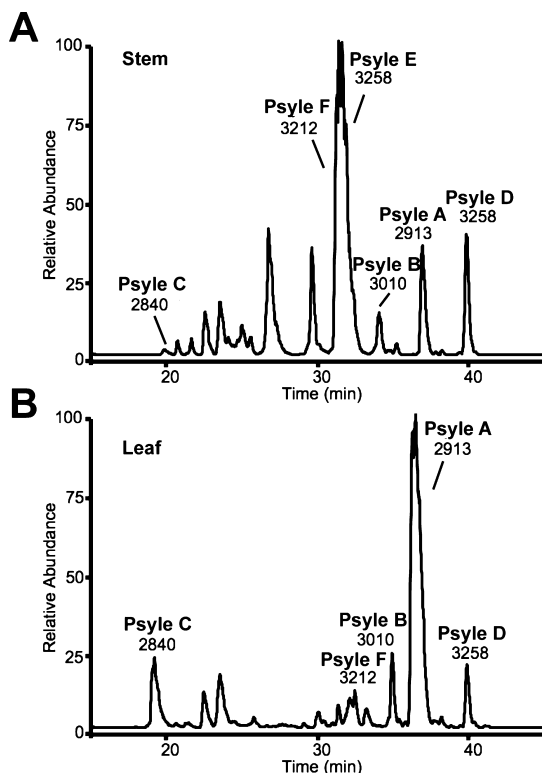 A
Stem
Relative Abundance
100
75
50
25
0
Psyle C
2840
Psyle F
3212
Psyle E
3258
Psyle B
3010
Psyle A
2913
Psyle D
3258
20
30
40
Time (min)
B
Leaf
Relative Abundance
100
75
50
25
0
Psyle C
2840
Psyle F
3212
Psyle B
3010
Psyle A
2913
Psyle D
3258
20
30
40
Time (min)